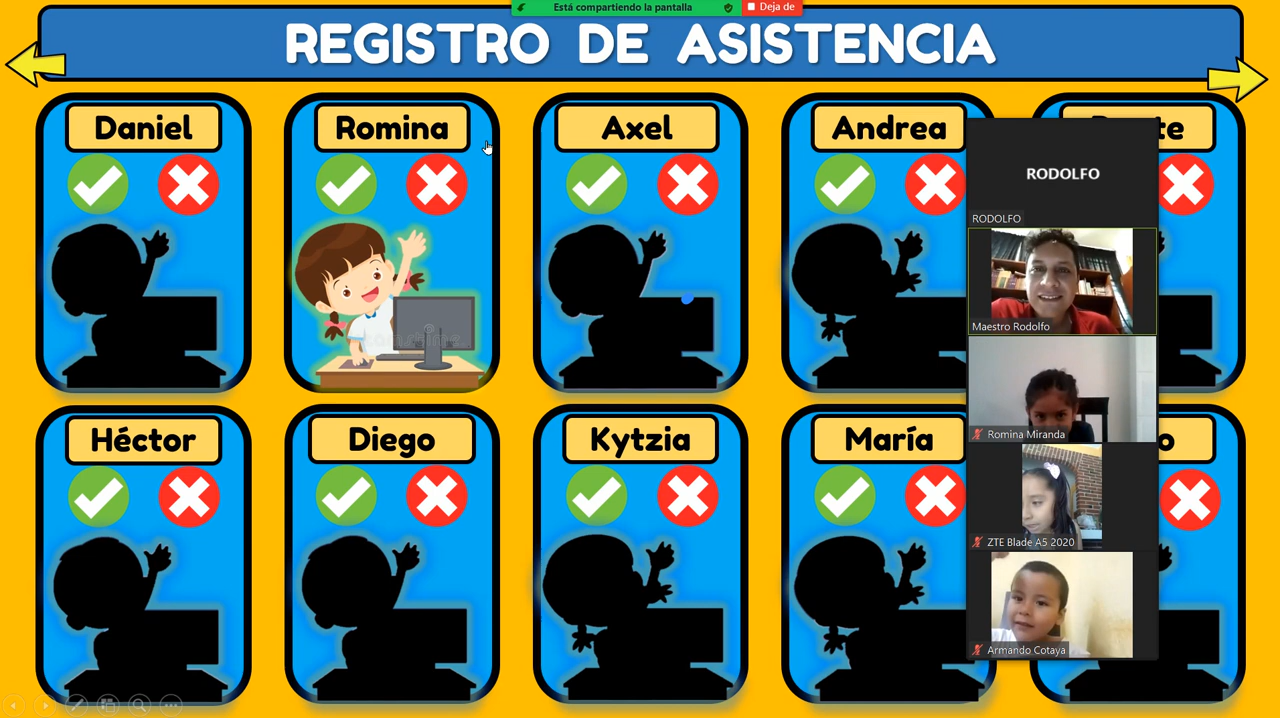 Está compartiendo la pantalla
Deja de
REGISTRO DE ASISTENCIA
Daniel
Romina
Axel
Andrea
te
RODOLFO
RODOLFO
Maestro Rodolfo
Romina Miranda
Héctor
Diego
Kytzia
María
o
ZTE Blade A5 2020
Armando Cotaya